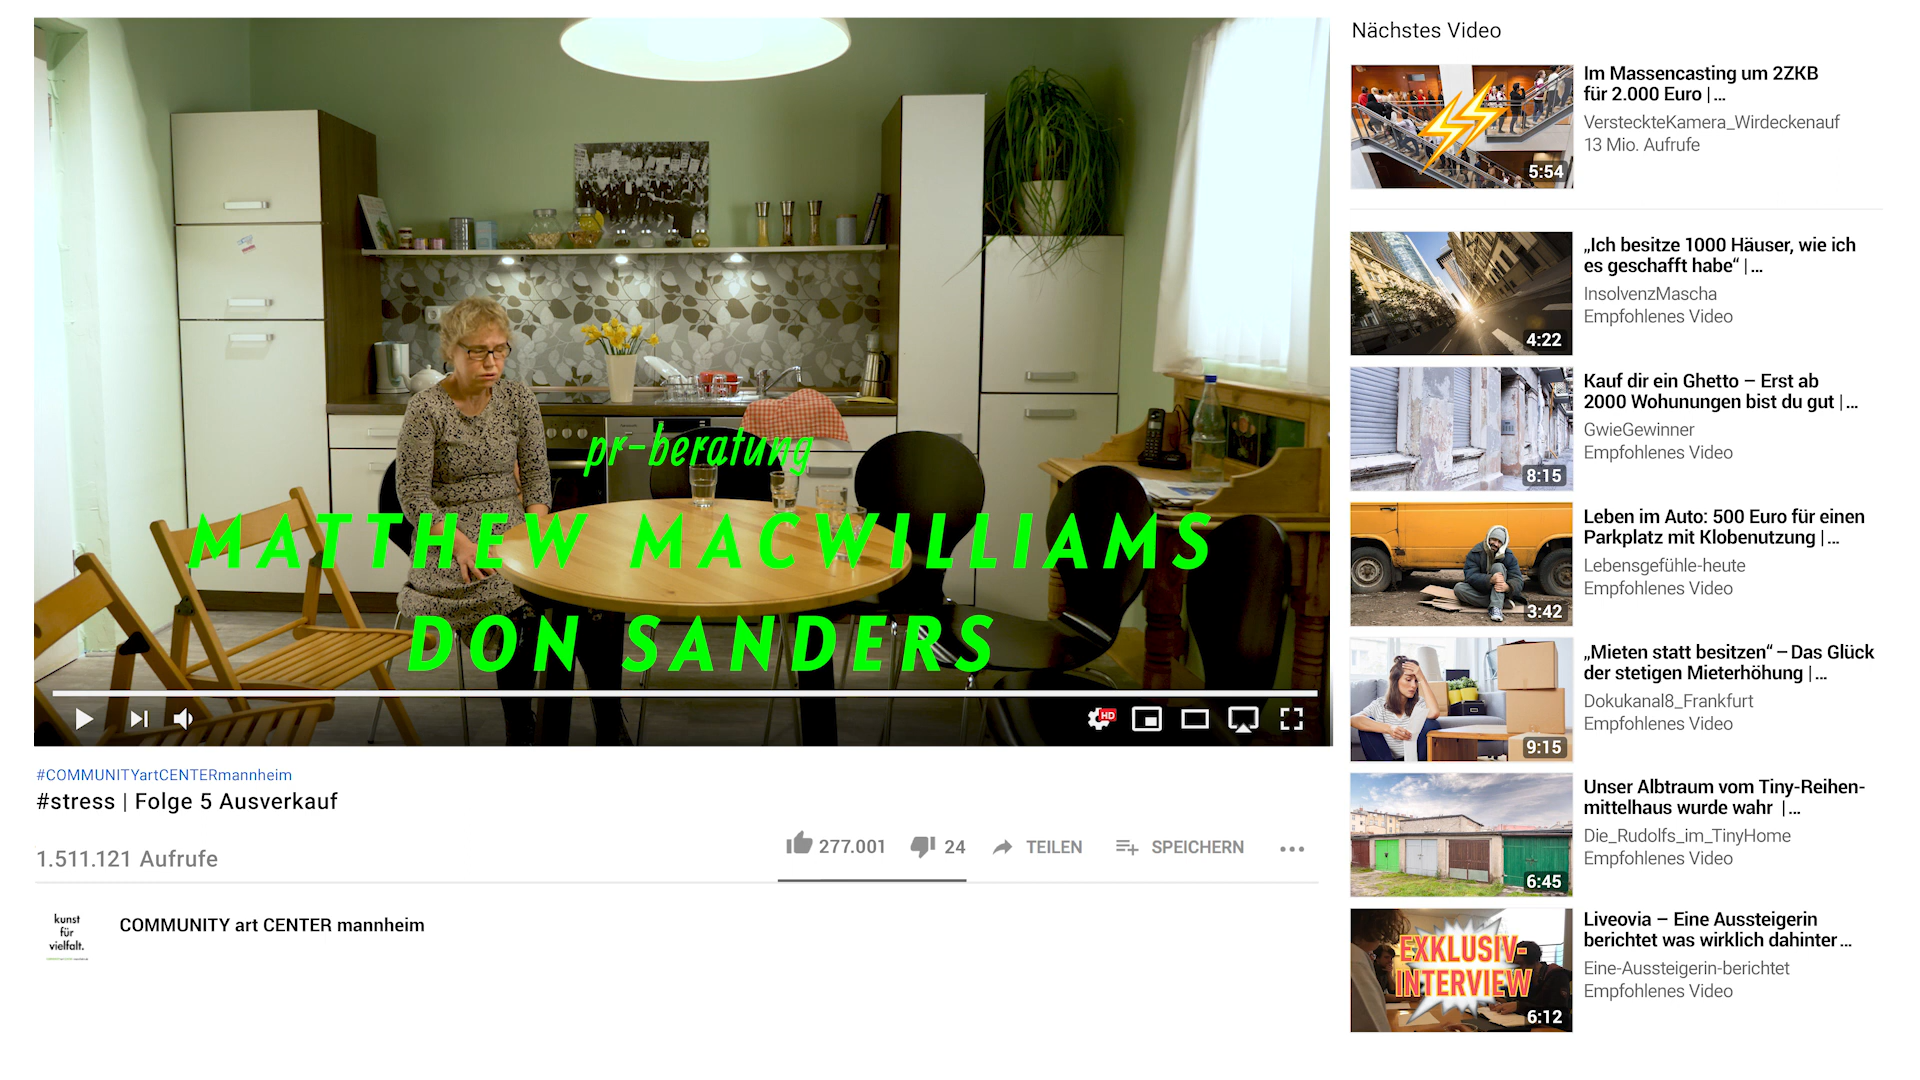 pr-beratung
MATTHEW MACWILLIAMS
DON SANDERS
HD
#COMMUNITYartCENTERmannheim
#stress | Folge 5 Ausverkauf
1.511.121 Aufrufe
277.001
24
TEILEN
SPEICHERN
kunst
für
vielfalt.
COMMUNITY art CENTER mannheim
Nächstes Video
5:54
Im Massencasting um 2ZKB
für 2.000 Euro | ...
VersteckteKamera_Wirdeckenauf
13 Mio. Aufrufe
4:22
„Ich besitze 1000 Häuser, wie ich
es geschafft habe“ | ...
InsolvenzMascha
Empfohlenes Video
8:15
Kauf dir ein Ghetto – Erst ab
2000 Wohunungen bist du gut | ...
GwieGewinner
Empfohlenes Video
3:42
Leben im Auto: 500 Euro für einen
Parkplatz mit Klobenutzung | ...
Lebensgefühle-heute
Empfohlenes Video
9:15
„Mieten statt besitzen“ – Das Glück
der stetigen Mieterhöhung | ...
Dokukanal8_Frankfurt
Empfohlenes Video
6:45
Unser Albtraum vom Tiny-Reihen-
mittelhaus wurde wahr | ...
Die_Rudolfs_im_TinyHome
Empfohlenes Video
EXKLUSIV-
INTERVIEW
6:12
Liveovia – Eine Aussteigerin
berichtet was wirklich dahinter ...
Eine-Aussteigerin-berichtet
Empfohlenes Video